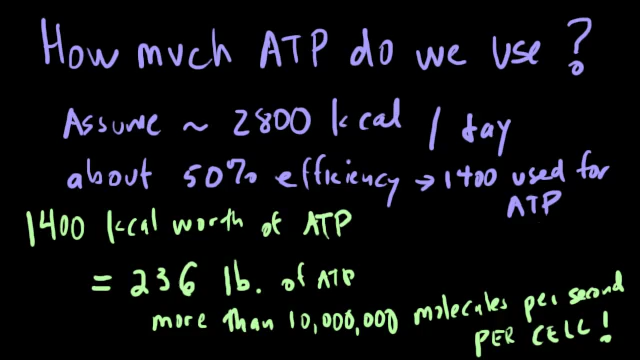 How much ATP do we use?
Assume ~ 2800 kcal / day
about 50% efficiency → 1400 used for
ATP
1400 kcal worth of ATP
= 236 lb. of ATP
more than 10,000,000 molecules per second
PER CELL!